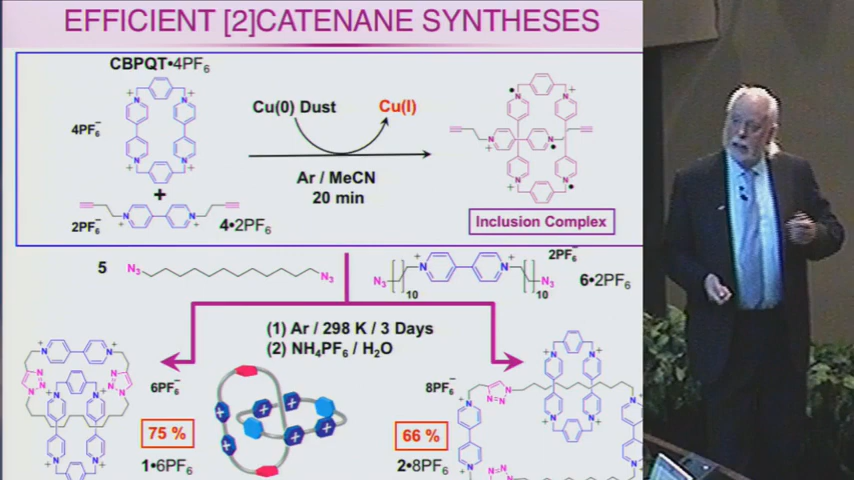 EFFICIENT [2]CATENANE SYNTHESES
CBPQT•4PF6
4PF6−
Cu(0) Dust
Cu(I)
Ar / MeCN
20 min
+
2PF6−
4•2PF6
Inclusion Complex
5
N3
N3
2PF6−
N3
10
10
N3
6•2PF6
(1) Ar / 298 K / 3 Days
(2) NH4PF6 / H2O
6PF6−
75 %
1•6PF6
8PF6−
66 %
2•8PF6